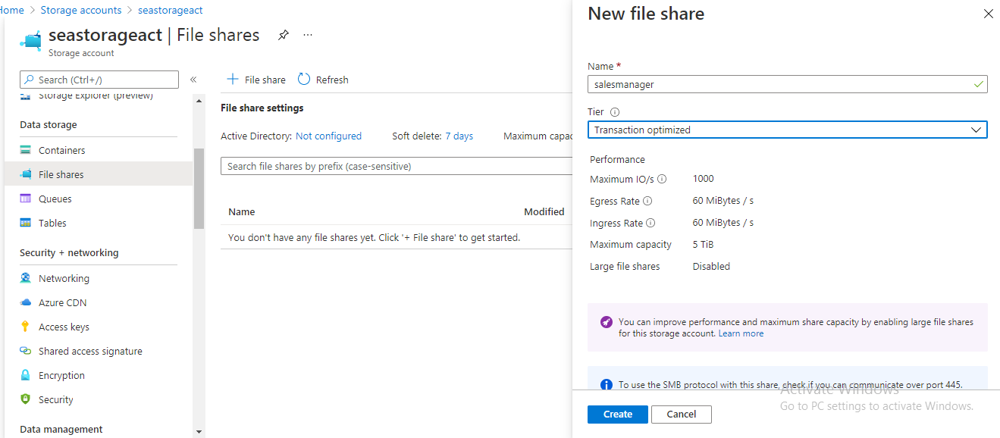 Home > Storage accounts > seastorageact
seastorageact | File shares
...
Storage account
Search (Ctrl+/)
«
Storage Explorer (preview)
Data storage
Containers
File shares
Queues
Tables
Security + networking
Networking
Azure CDN
Access keys
Shared access signature
Encryption
Security
Data management
+ File share
Refresh
File share settings
Active Directory: Not configured Soft delete: 7 days Maximum capac
Search file shares by prefix (case-sensitive)
Name Modified
You don't have any file shares yet. Click '+ File share' to get started.
New file share
Name *
salesmanager
Tier
Transaction optimized
Performance
Maximum IO/s 1000
Egress Rate 60 MiBytes / s
Ingress Rate 60 MiBytes / s
Maximum capacity 5 TiB
Large file shares Disabled
You can improve performance and maximum share capacity by enabling large file shares
for this storage account. Learn more
To use the SMB protocol with this share, check if you can communicate over port 445.
Activate Windows
Go to PC settings to activate Windows.
Create Cancel